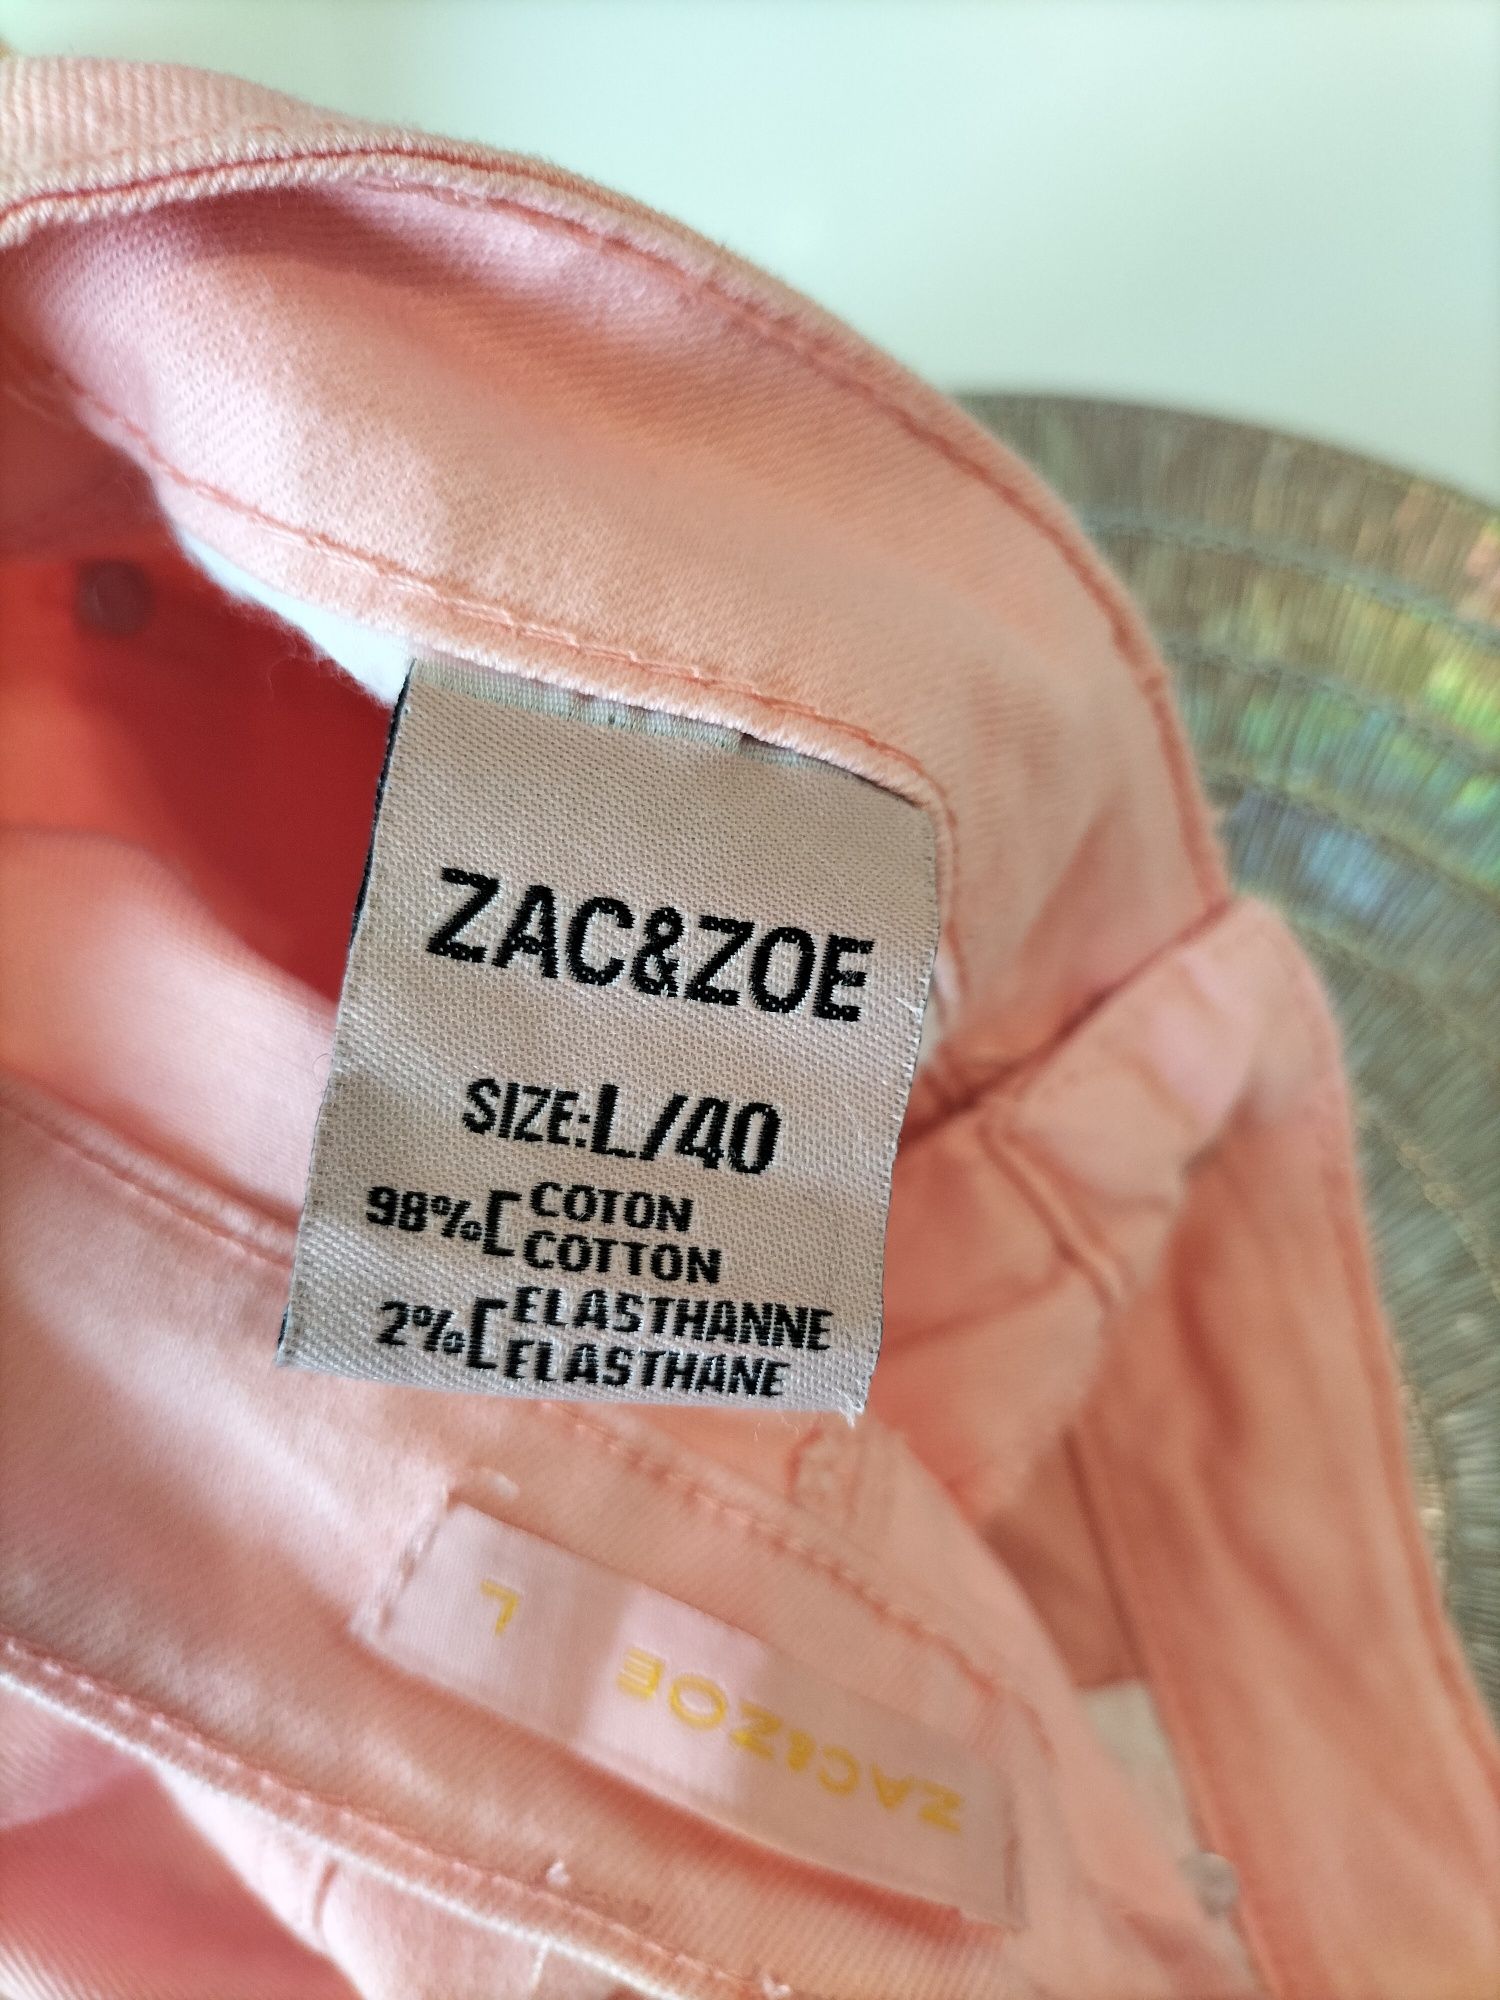 ZAC&ZOE
SIZE:L/40
98% [ COTON
COTTON
2% [ ELASTHANNE
ELASTHANE
ZAC&ZOE L